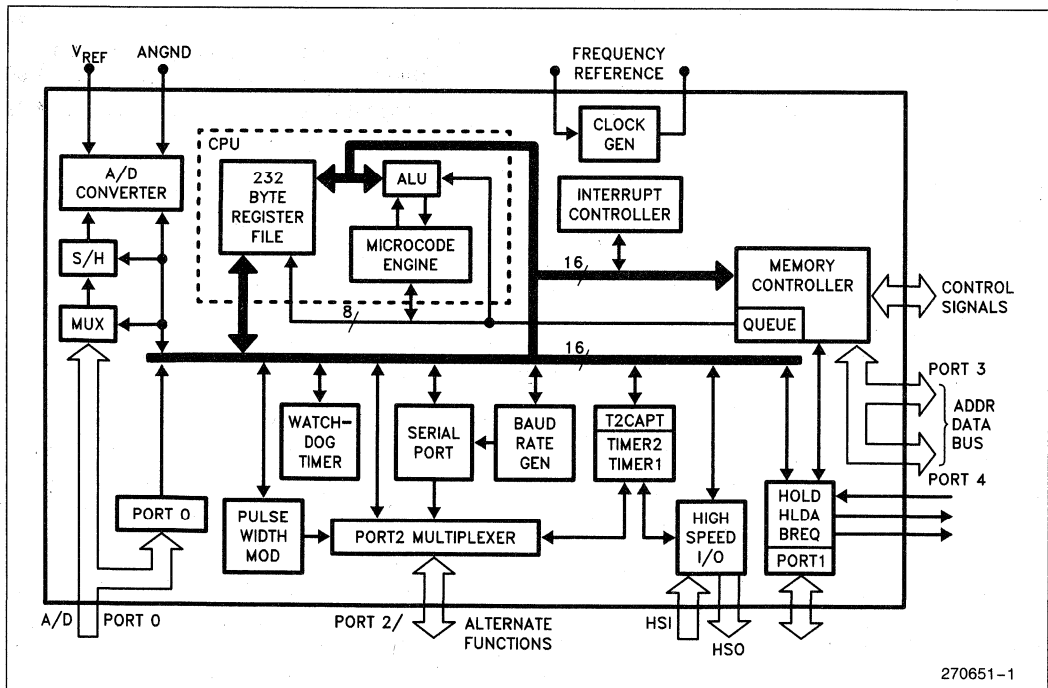 VREF
ANGND
FREQUENCY
REFERENCE
CPU
A/D
CONVERTER
232
BYTE
REGISTER
FILE
ALU
CLOCK
GEN
INTERRUPT
CONTROLLER
S/H
MICROCODE
ENGINE
16/
MEMORY
CONTROLLER
CONTROL
SIGNALS
MUX
8/
QUEUE
16/
PORT 3
ADDR
DATA
BUS
PORT 4
WATCH-
DOG
TIMER
SERIAL
PORT
BAUD
RATE
GEN
T2CAPT
TIMER2
TIMER1
PORT 0
PULSE
WIDTH
MOD
PORT2 MULTIPLEXER
HIGH
SPEED
I/O
HOLD
HLDA
BREQ
PORT1
A/D
PORT 0
PORT 2/
ALTERNATE
FUNCTIONS
HSI
HSO
270651-1